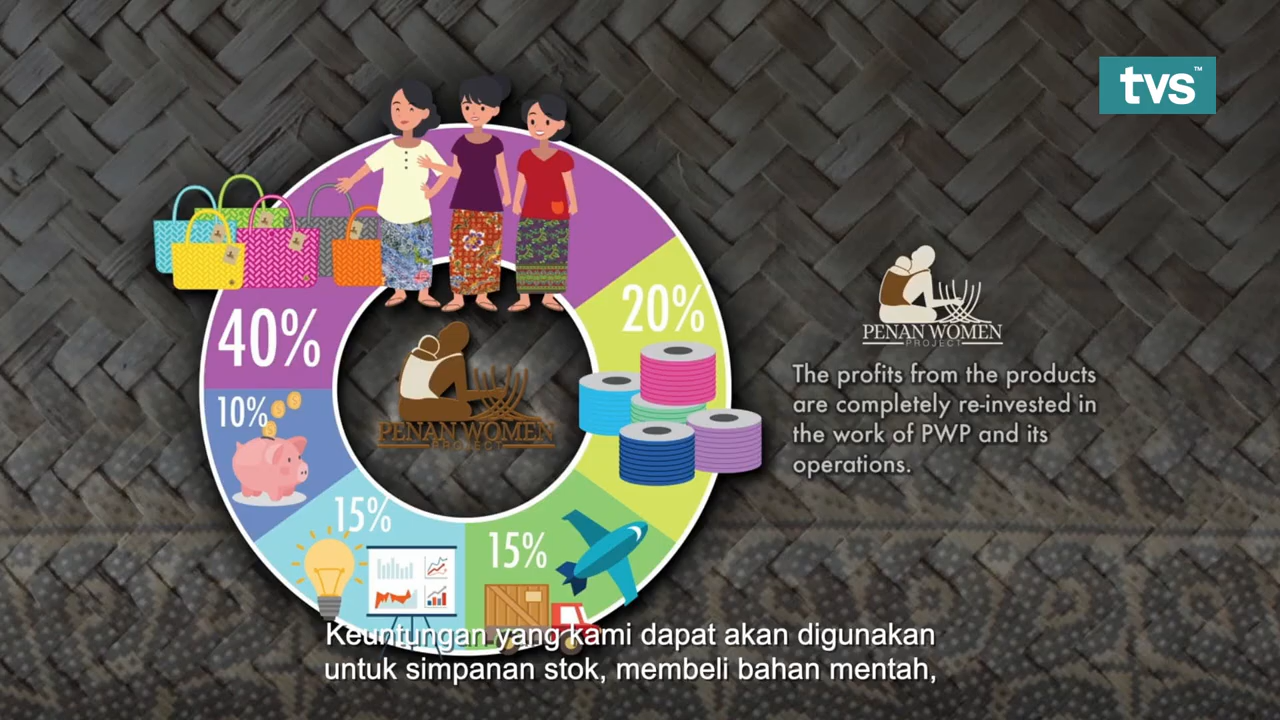 tvs™
40%
20%
10%
15%
15%
PENAN WOMEN
PROJECT
PENAN WOMEN
PROJECT
The profits from the products
are completely re-invested in
the work of PWP and its
operations.
Keuntungan yang kami dapat akan digunakan
untuk simpanan stok, membeli bahan mentah,